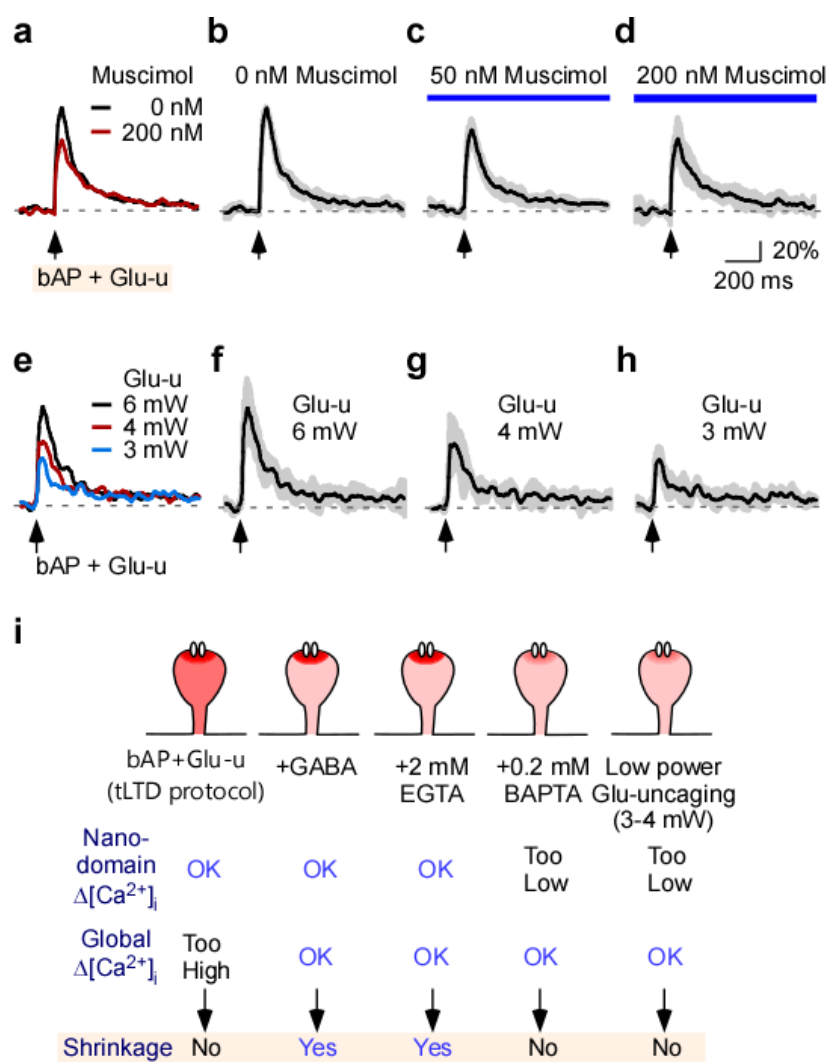 a
Muscimol
0 nM
200 nM
bAP + Glu-u
b
0 nM Muscimol
c
50 nM Muscimol
d
200 nM Muscimol
20%
200 ms
e
Glu-u
6 mW
4 mW
3 mW
bAP + Glu-u
f
Glu-u
6 mW
g
Glu-u
4 mW
h
Glu-u
3 mW
i
bAP+Glu-u
(tLTD protocol)
+GABA
+2 mM
EGTA
+0.2 mM
BAPTA
Low power
Glu-uncaging
(3-4 mW)
Nano-
domain
Δ[Ca²⁺]ᵢ
OK
OK
OK
Too
Low
Too
Low
Global
Δ[Ca²⁺]ᵢ
Too
High
OK
OK
OK
OK
Shrinkage No Yes Yes No No